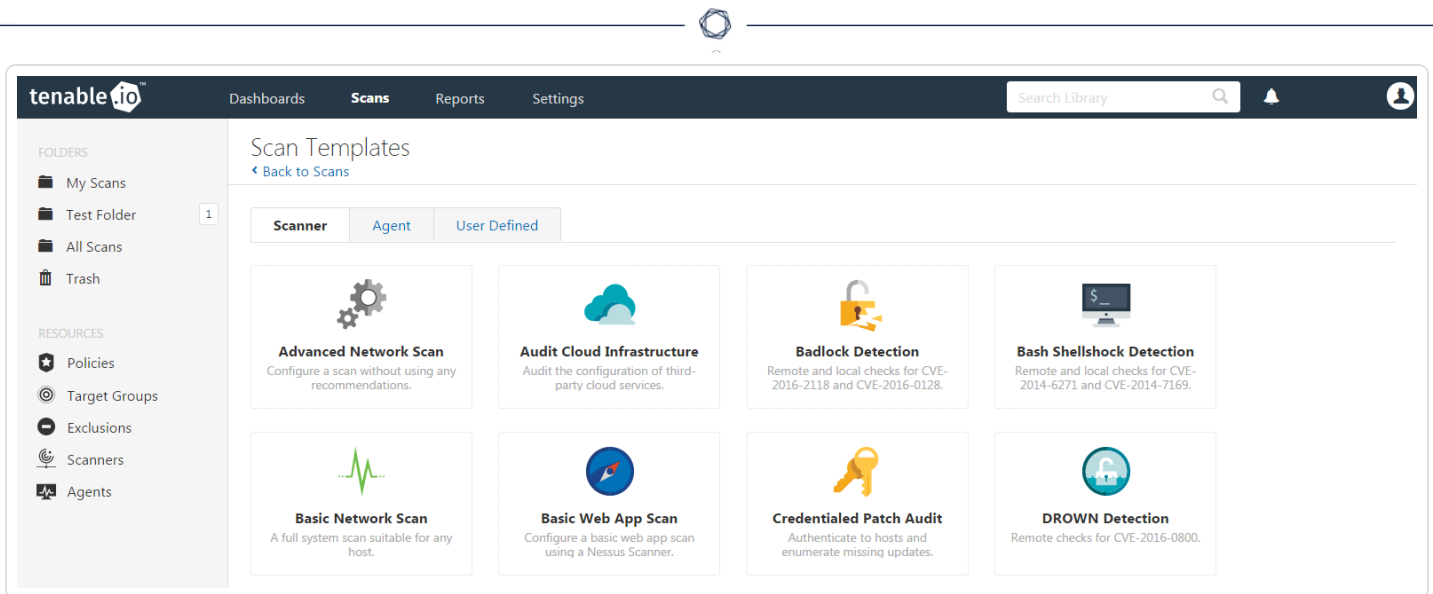 tenable.io™
Dashboards Scans Reports Settings Search Library
FOLDERS
My Scans
Test Folder 1
All Scans
Trash
RESOURCES
Policies
Target Groups
Exclusions
Scanners
Agents
Scan Templates
Back to Scans
Scanner Agent User Defined
Advanced Network Scan
Configure a scan without using any
recommendations.
Audit Cloud Infrastructure
Audit the configuration of third-
party cloud services.
Badlock Detection
Remote and local checks for CVE-
2016-2118 and CVE-2016-0128.
$_
Bash Shellshock Detection
Remote and local checks for CVE-
2014-6271 and CVE-2014-7169.
Basic Network Scan
A full system scan suitable for any
host.
Basic Web App Scan
Configure a basic web app scan
using a Nessus Scanner.
Credentialed Patch Audit
Authenticate to hosts and
enumerate missing updates.
DROWN Detection
Remote checks for CVE-2016-0800.